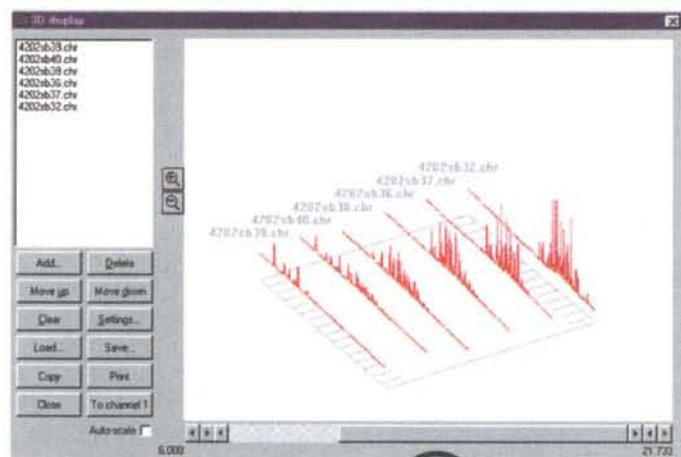 3D display
4202sb39.chr
4202sb40.chr
4202sb38.chr
4202sb36.chr
4202sb37.chr
4202sb32.chr
Add... Delete
Move up Move down
Clear Settings...
Load... Save...
Copy Print
Close To channel 1
Auto-scale
4202sb32.chr
4202sb37.chr
4202sb36.chr
4202sb38.chr
4202sb40.chr
4202sb39.chr
6.000 21.733